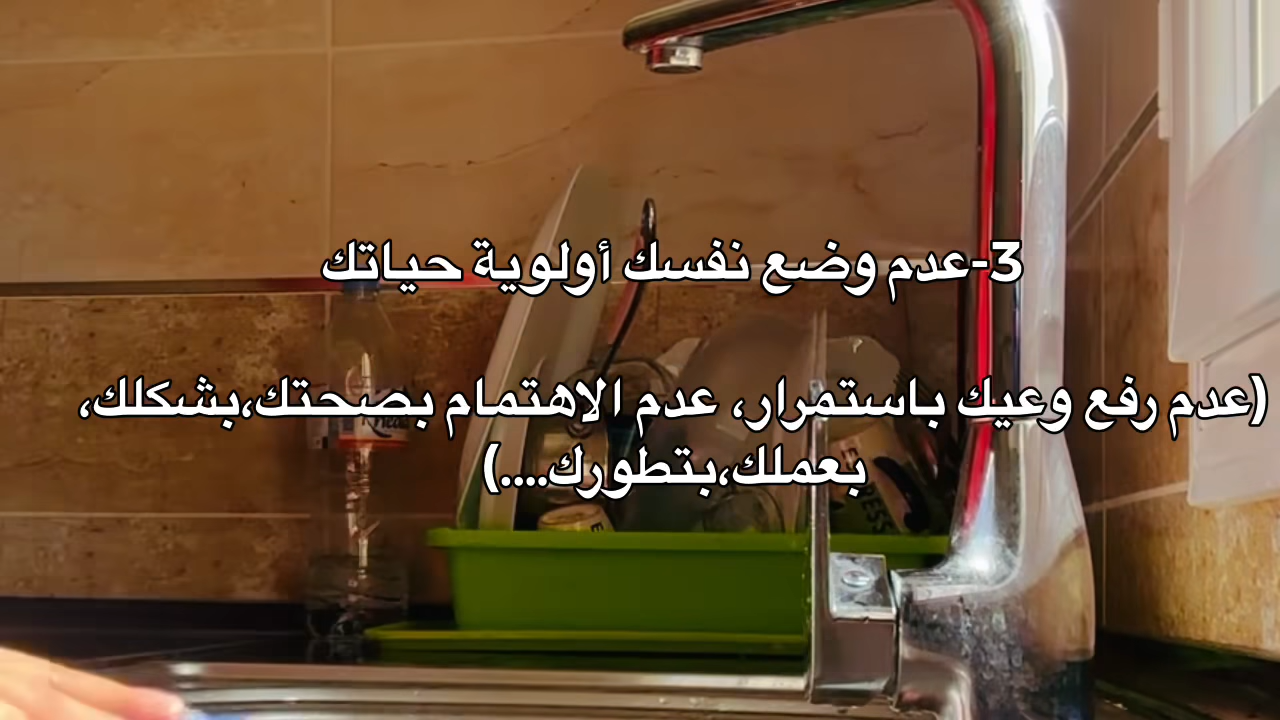 3-عدم وضع نفسك أولوية حياتك
(عدم رفع وعيك باستمرار، عدم الاهتمام بصحتك،بشكلك،
بعملك،بتطورك....)